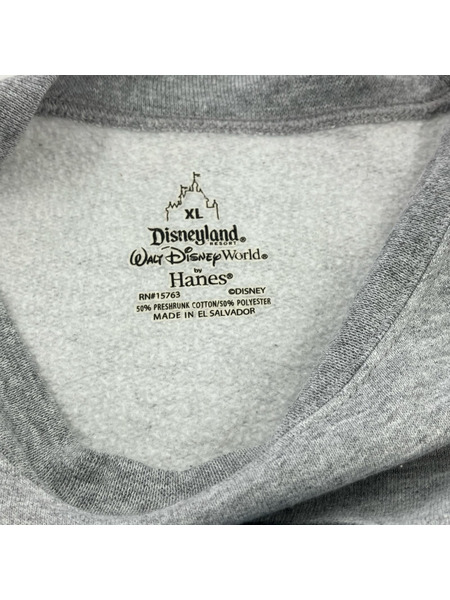 XL
Disneyland®
RESORT
WALT DISNEY World®
by
Hanes®
RN#15763 ©DISNEY
50% PRESHRUNK COTTON/50% POLYESTER
MADE IN EL SALVADOR